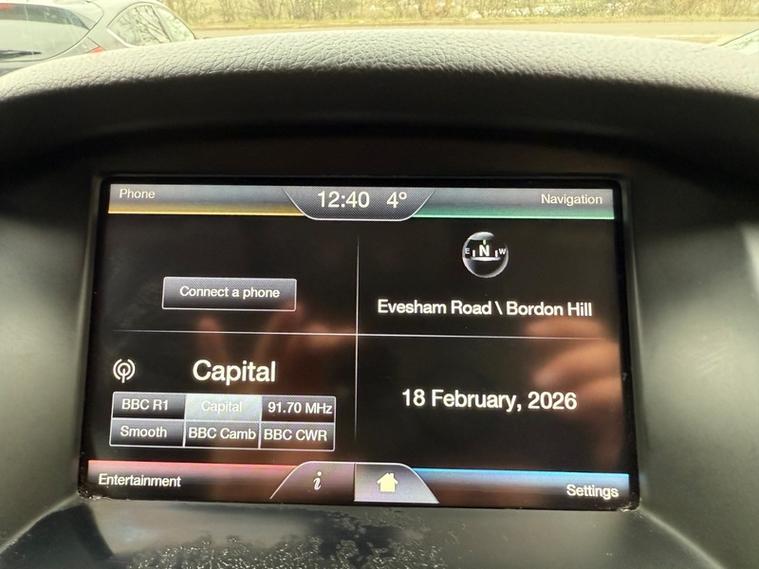 Phone
12:40 4°
Navigation
E N W
Connect a phone
Evesham Road \ Bordon Hill
Capital
BBC R1 Capital 91.70 MHz
Smooth BBC Camb BBC CWR
18 February, 2026
Entertainment
i
Settings